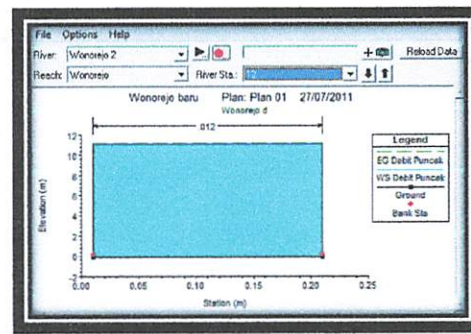 File Options Help
River: Wonorejo 2 Reload Data
Reach: Wonorejo River Sta.: 12
Wonorejo baru Plan: Plan 01 27/07/2011
Wonorejo d
.012
Legend
EG Debit Puncak
WS Debit Puncak
Ground
Bank Sta
Elevation (m)
12
10
8
6
4
2
0
-2
0.00 0.05 0.10 0.15 0.20 0.25
Station (m)